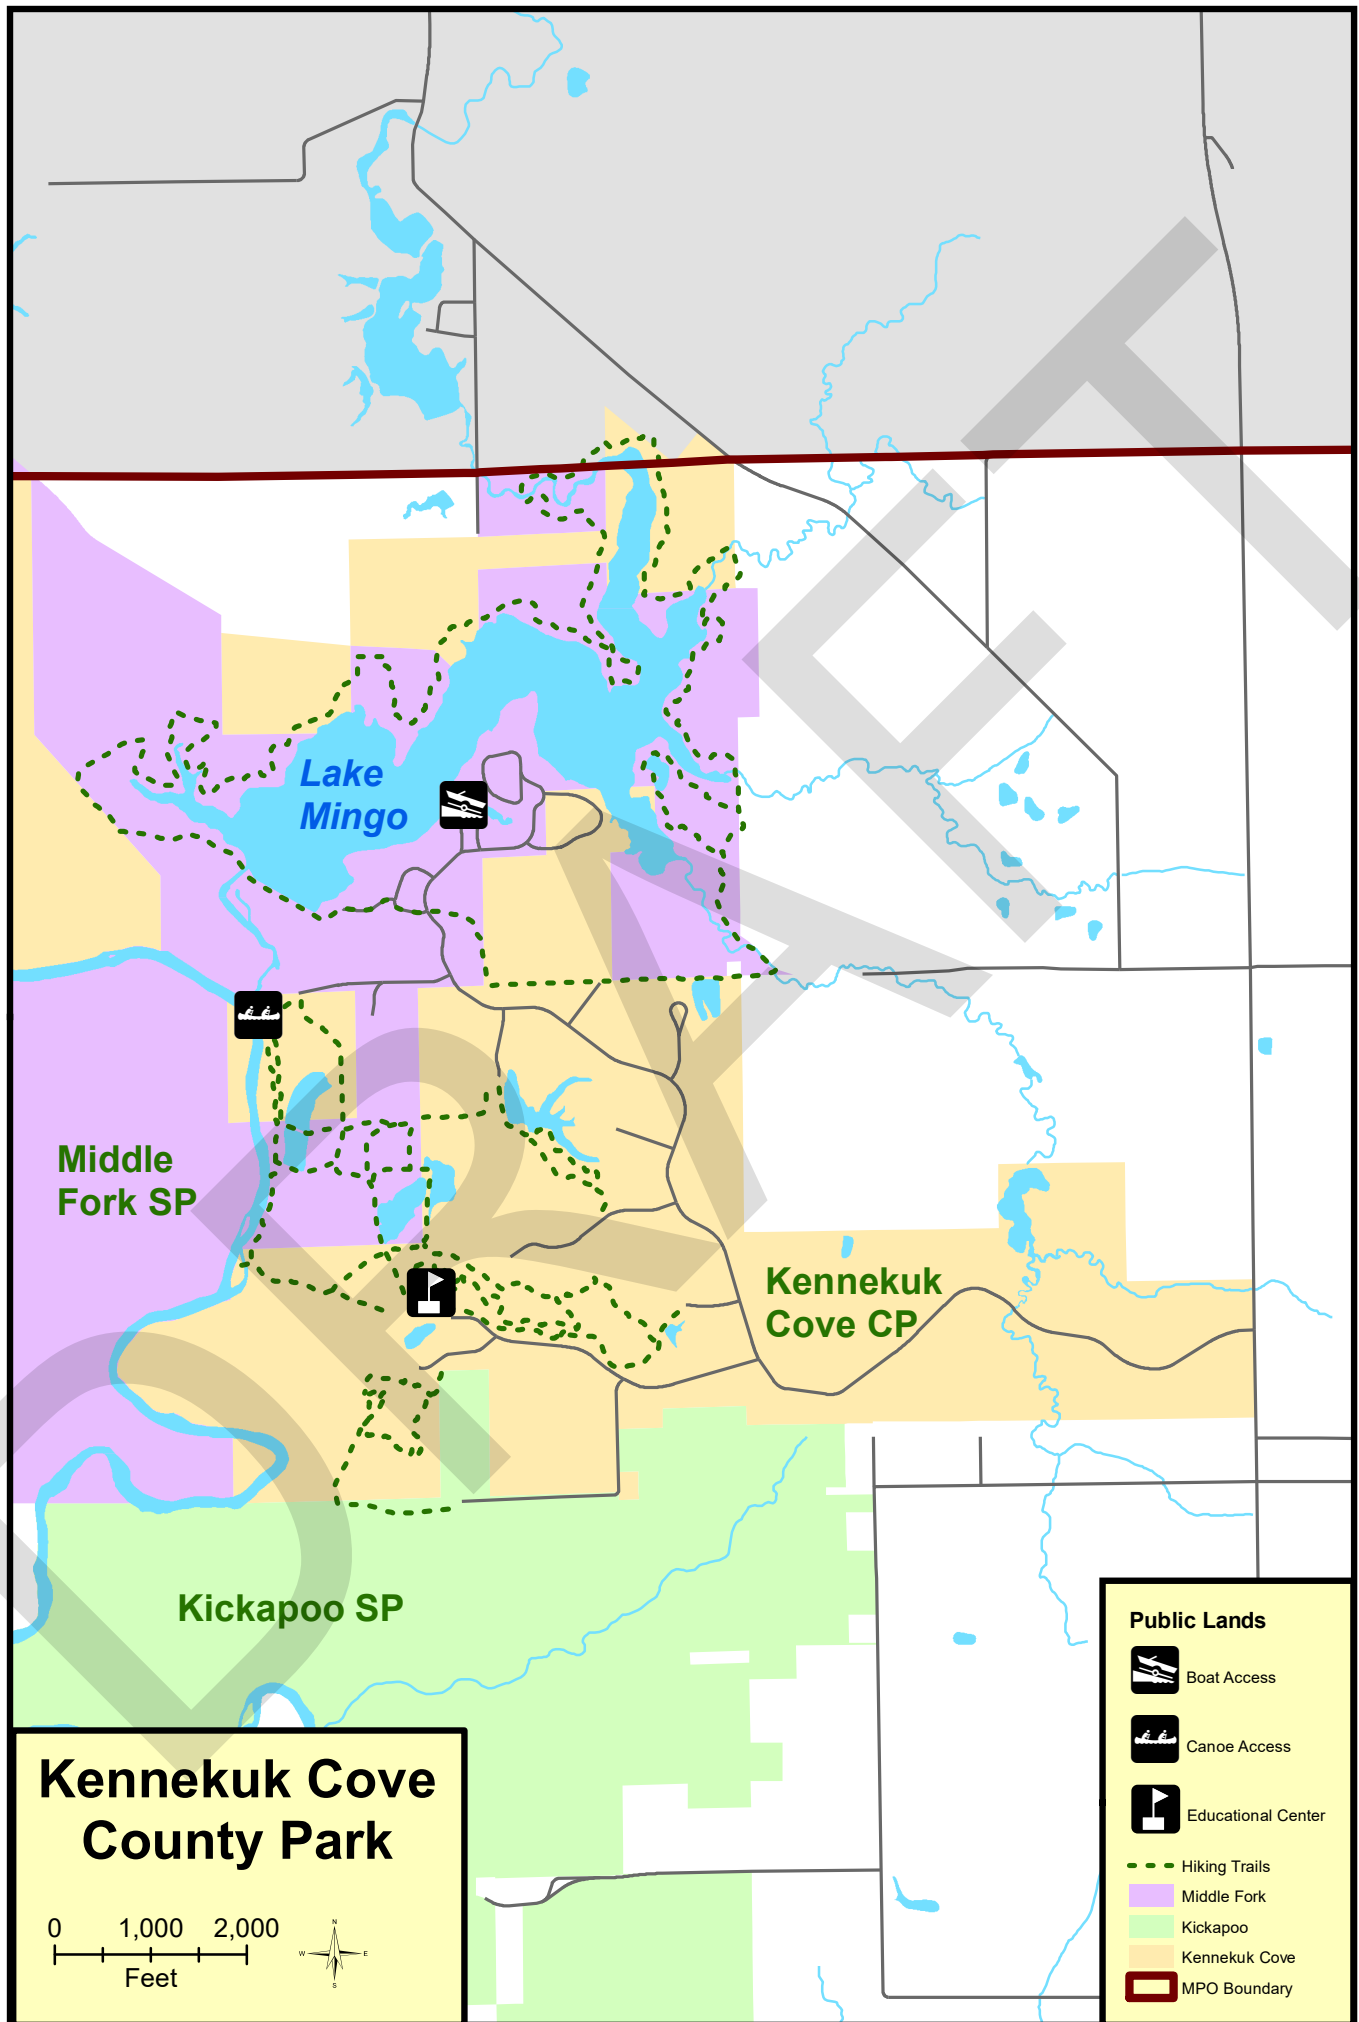 Lake
Mingo
Middle
Fork SP
Kennekuk
Cove CP
Kickapoo SP
DRAFT
Kennekuk Cove
County Park
0 1,000 2,000
Feet
N
W E
S
Public Lands
Boat Access
Canoe Access
Educational Center
Hiking Trails
Middle Fork
Kickapoo
Kennekuk Cove
MPO Boundary